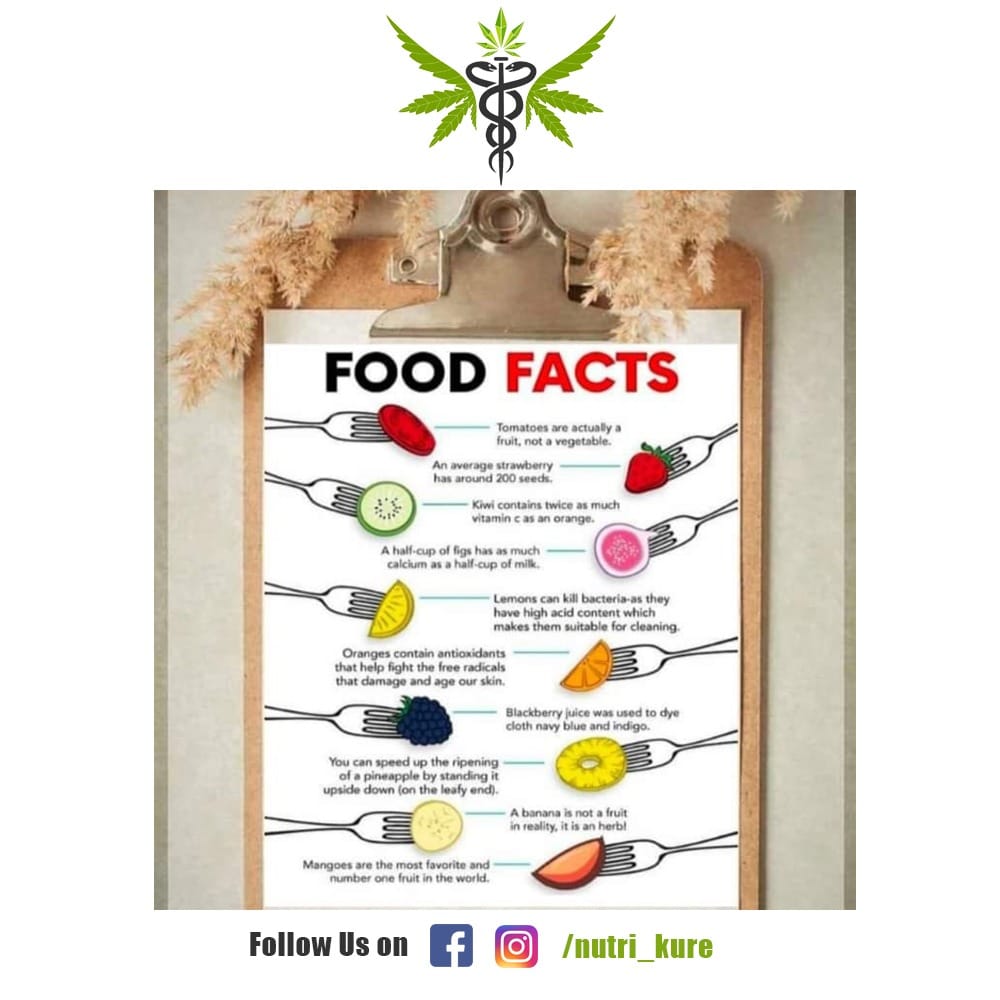 FOOD FACTS
Tomatoes are actually a
fruit, not a vegetable.
An average strawberry
has around 200 seeds.
Kiwi contains twice as much
vitamin c as an orange.
A half-cup of figs has as much
calcium as a half-cup of milk.
Lemons can kill bacteria-as they
have high acid content which
makes them suitable for cleaning.
Oranges contain antioxidants
that help fight the free radicals
that damage and age our skin.
Blackberry juice was used to dye
cloth navy blue and indigo.
You can speed up the ripening
of a pineapple by standing it
upside down (on the leafy end).
A banana is not a fruit
in reality, it is an herb!
Mangoes are the most favorite and
number one fruit in the world.
Follow Us on /nutri_kure